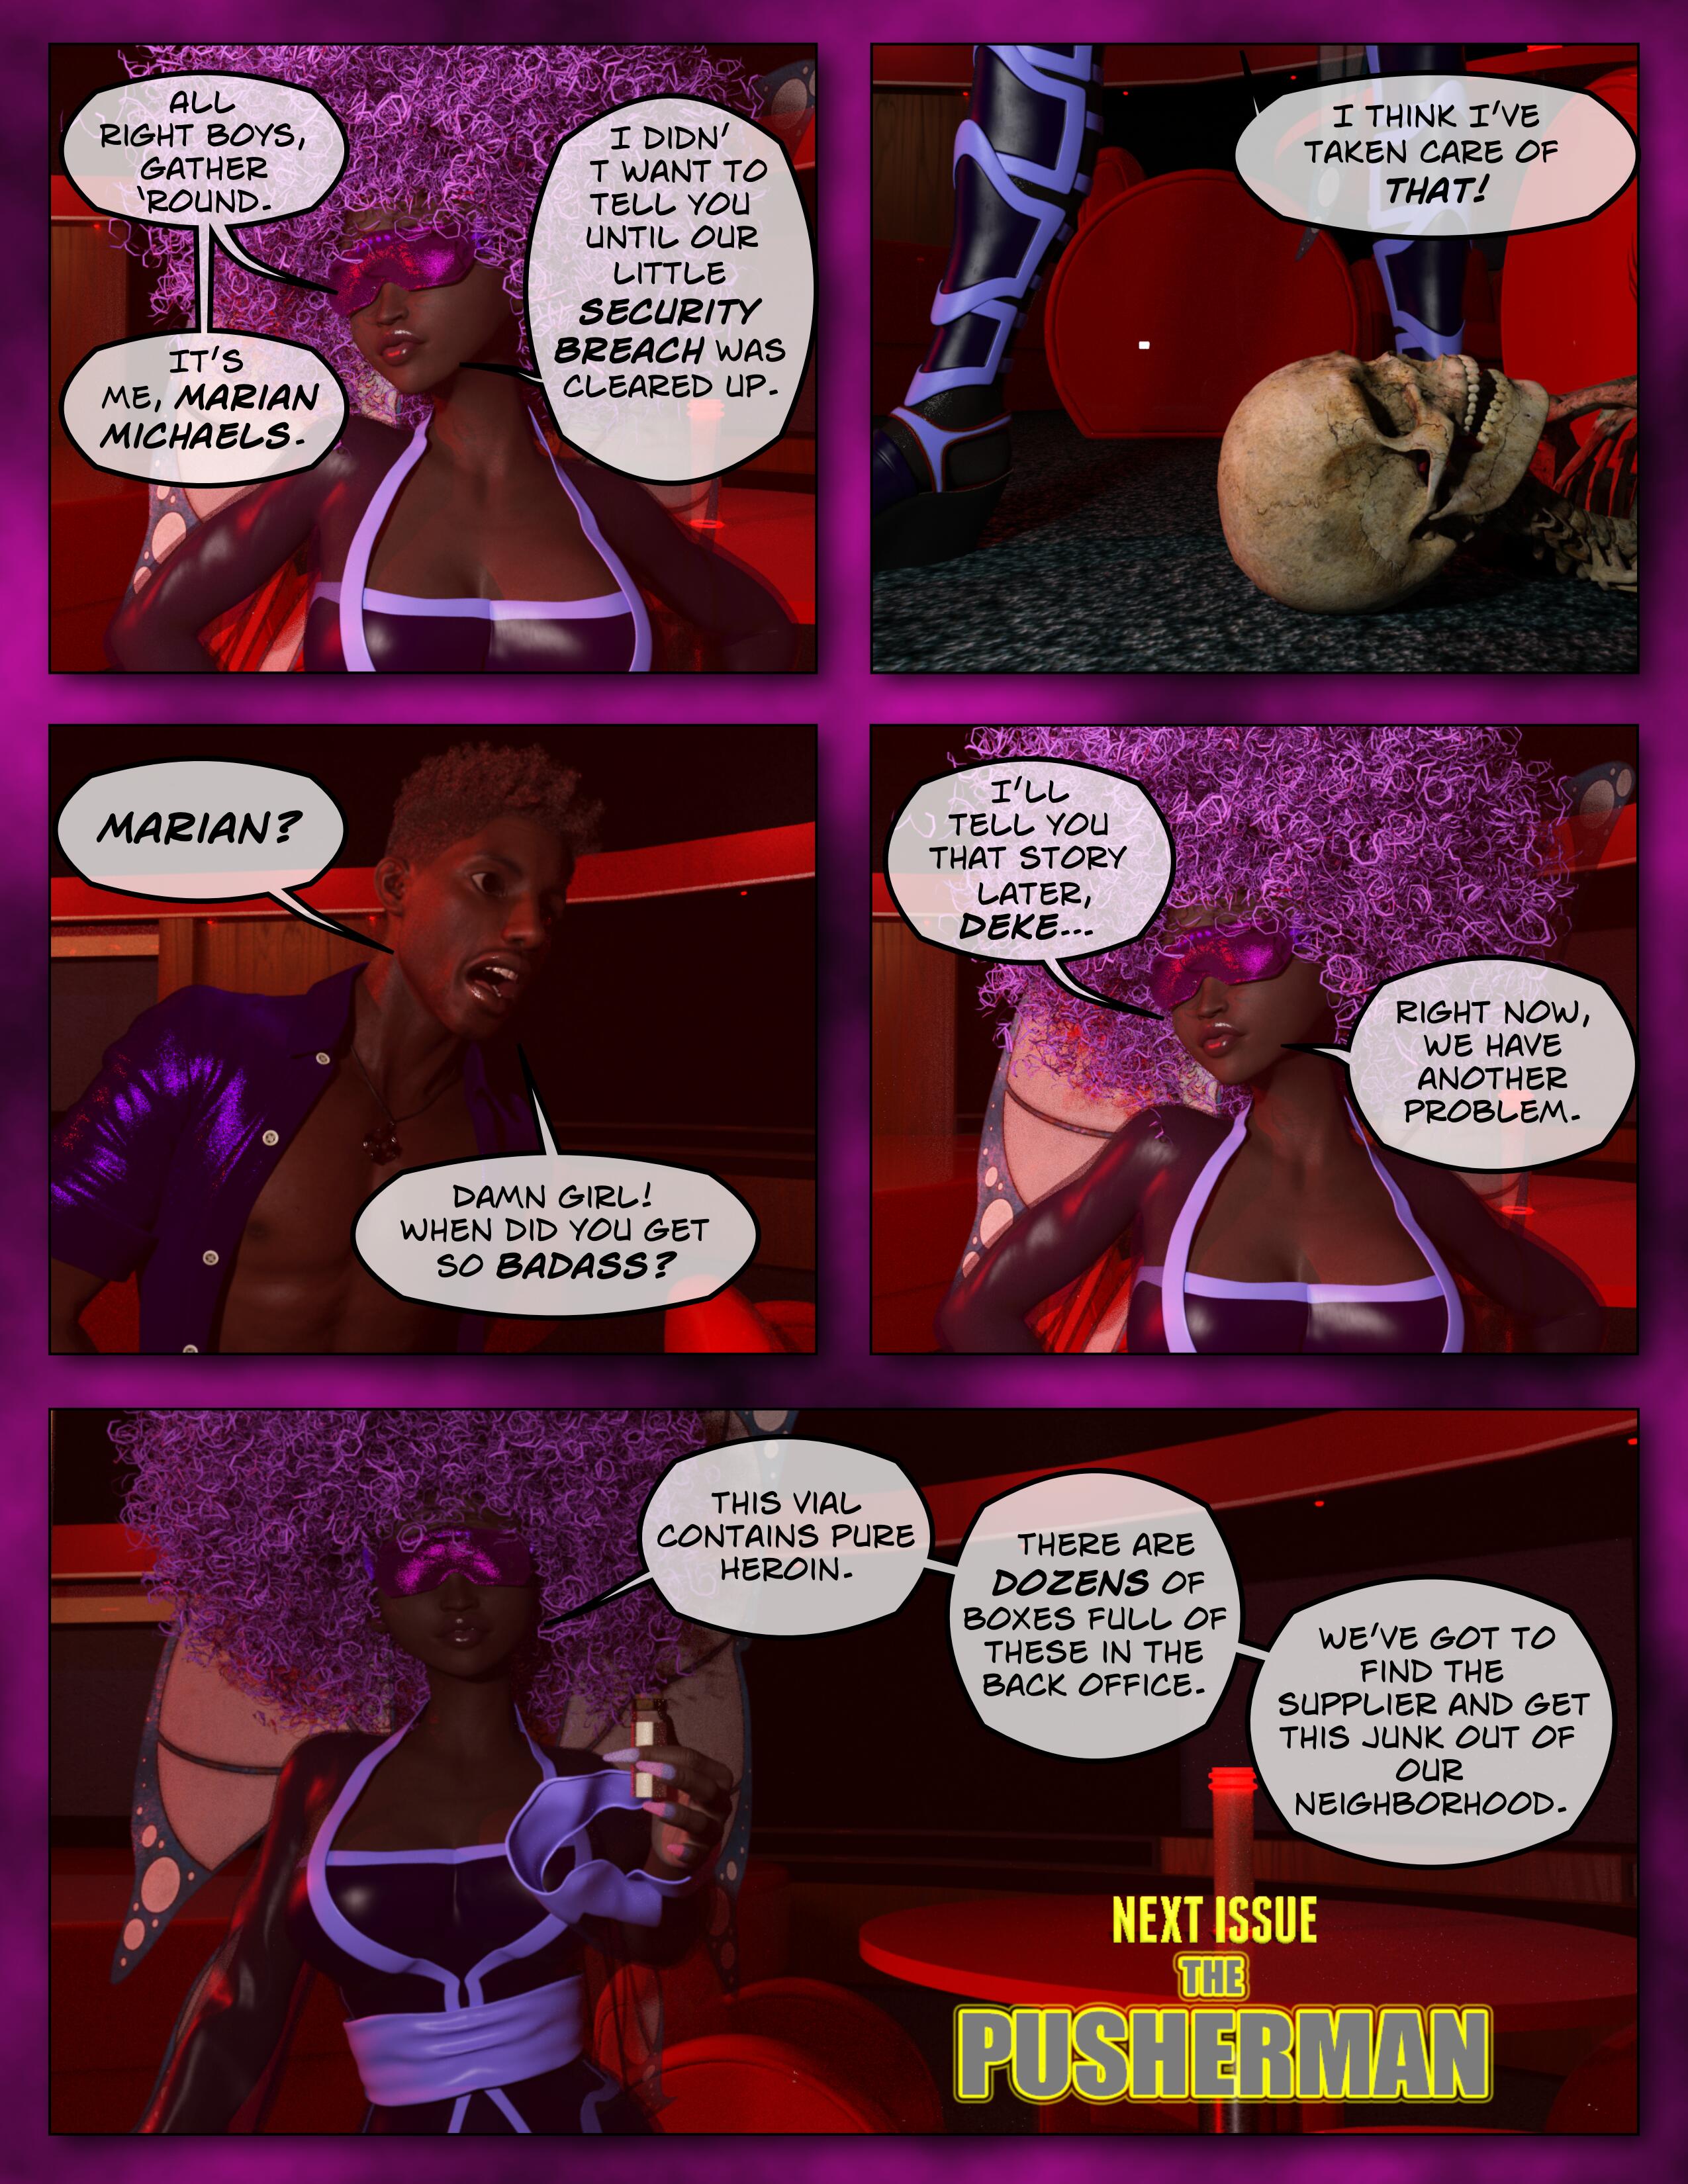 ALL
RIGHT BOYS,
GATHER
'ROUND.
IT'S
ME, MARIAN
MICHAELS.
I DIDN'
T WANT TO
TELL YOU
UNTIL OUR
LITTLE
SECURITY
BREACH WAS
CLEARED UP.
I THINK I'VE
TAKEN CARE OF
THAT!
MARIAN?
DAMN GIRL!
WHEN DID YOU GET
SO BADASS?
I'LL
TELL YOU
THAT STORY
LATER,
DEKE...
RIGHT NOW,
WE HAVE
ANOTHER
PROBLEM.
THIS VIAL
CONTAINS PURE
HEROIN.
THERE ARE
DOZENS OF
BOXES FULL OF
THESE IN THE
BACK OFFICE.
WE'VE GOT TO
FIND THE
SUPPLIER AND GET
THIS JUNK OUT OF
OUR
NEIGHBORHOOD.
NEXT ISSUE
THE
PUSHERMAN